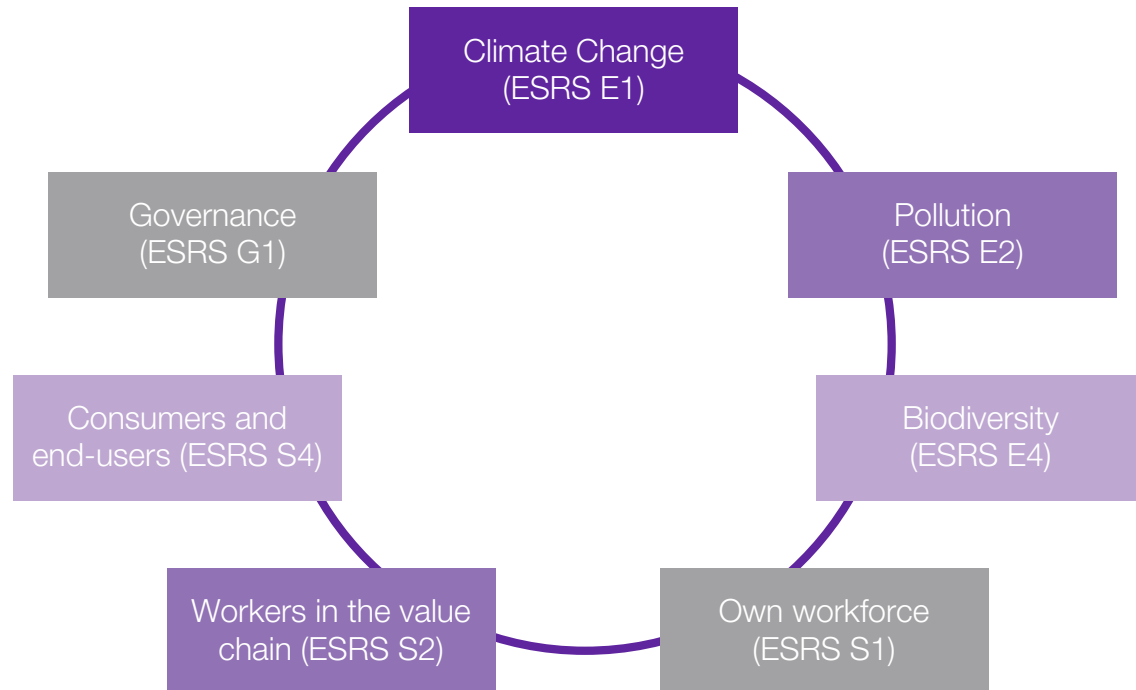 Climate Change
(ESRS E1)
Governance
(ESRS G1)
Pollution
(ESRS E2)
Consumers and
end-users (ESRS S4)
Biodiversity
(ESRS E4)
Workers in the value
chain (ESRS S2)
Own workforce
(ESRS S1)